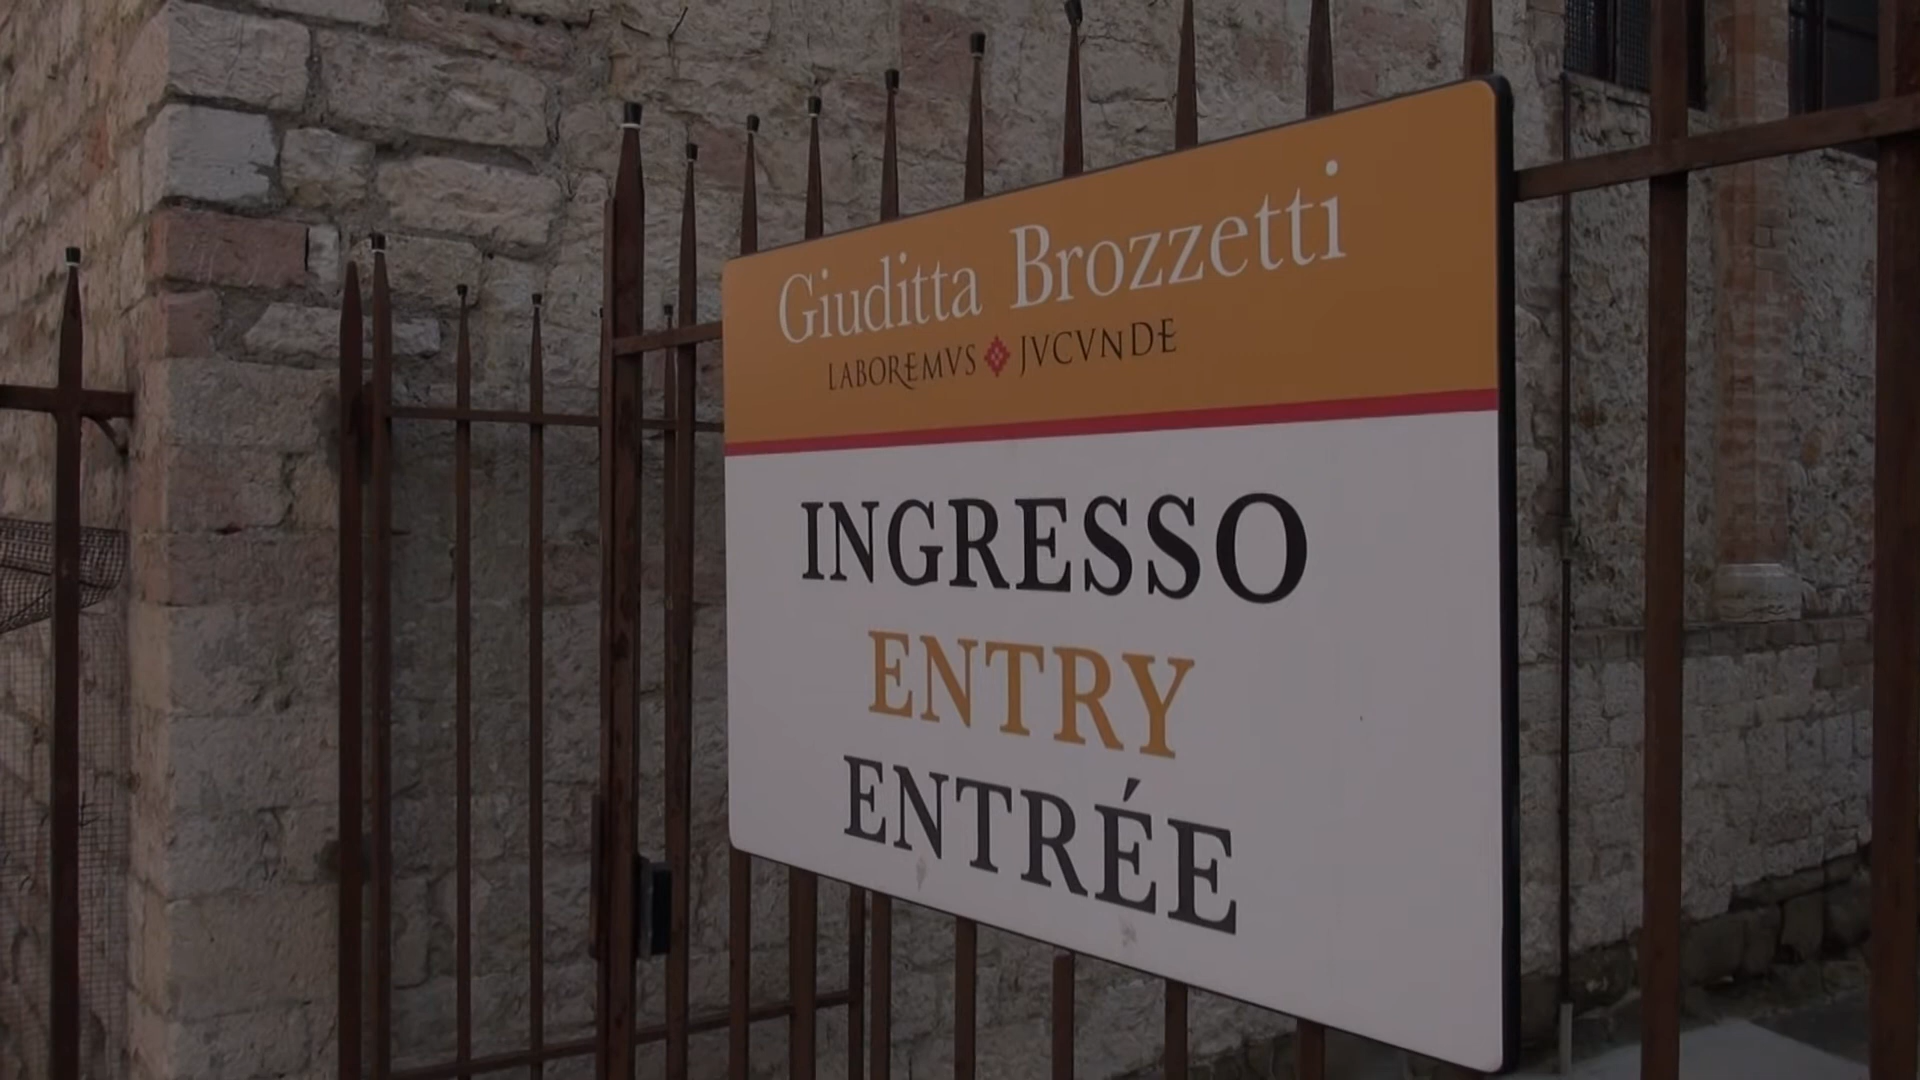 Giuditta Brozzetti
LABOREMVS JVCVNDE
INGRESSO
ENTRY
ENTRÉE